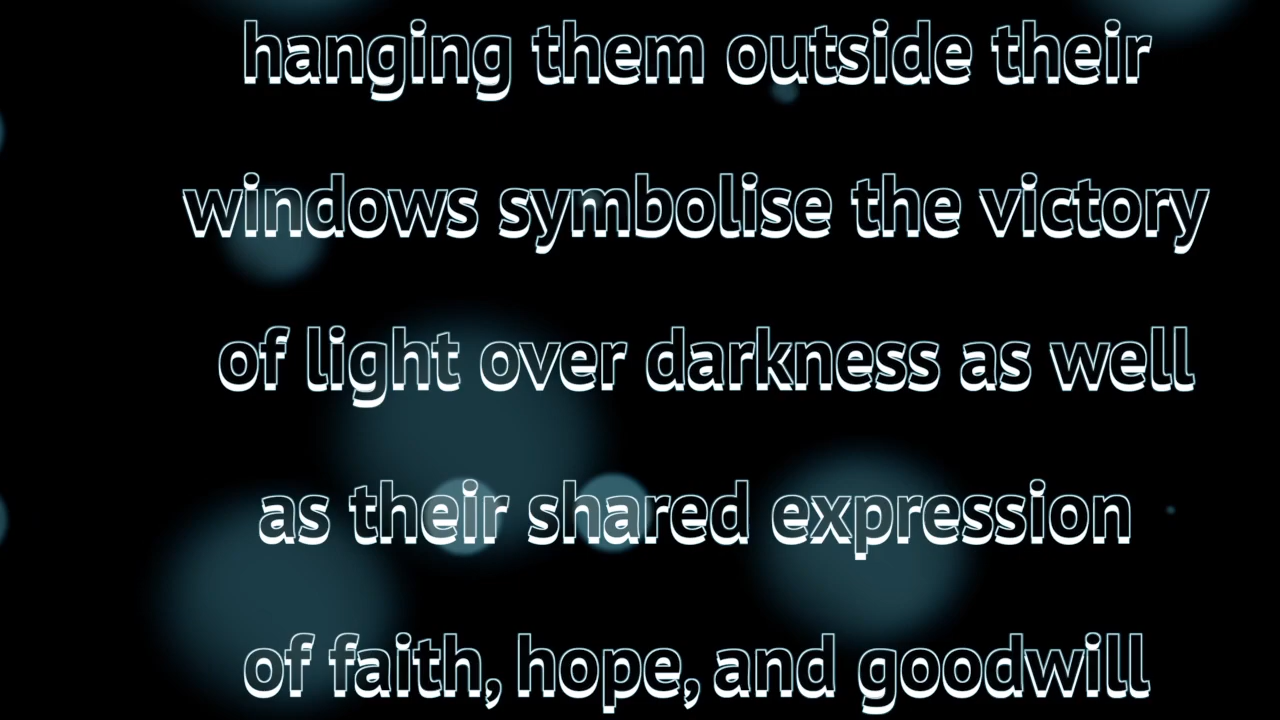 hanging them outside their
windows symbolise the victory
of light over darkness as well
as their shared expression
of faith, hope, and goodwill